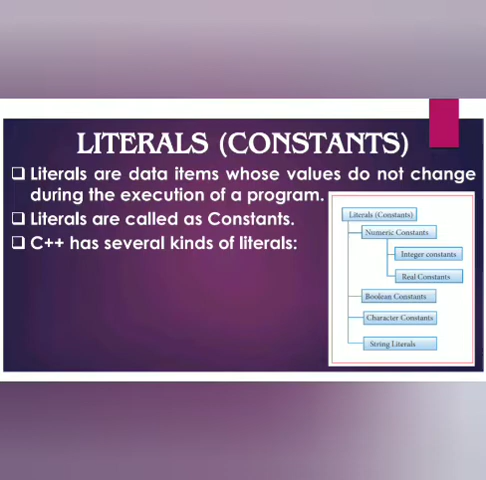 LITERALS (CONSTANTS)
❑ Literals are data items whose values do not change
during the execution of a program.
❑ Literals are called as Constants.
❑ C++ has several kinds of literals:
Literals (Constants)
Numeric Constants
Integer constants
Real Constants
Boolean Constants
Character Constants
String Literals